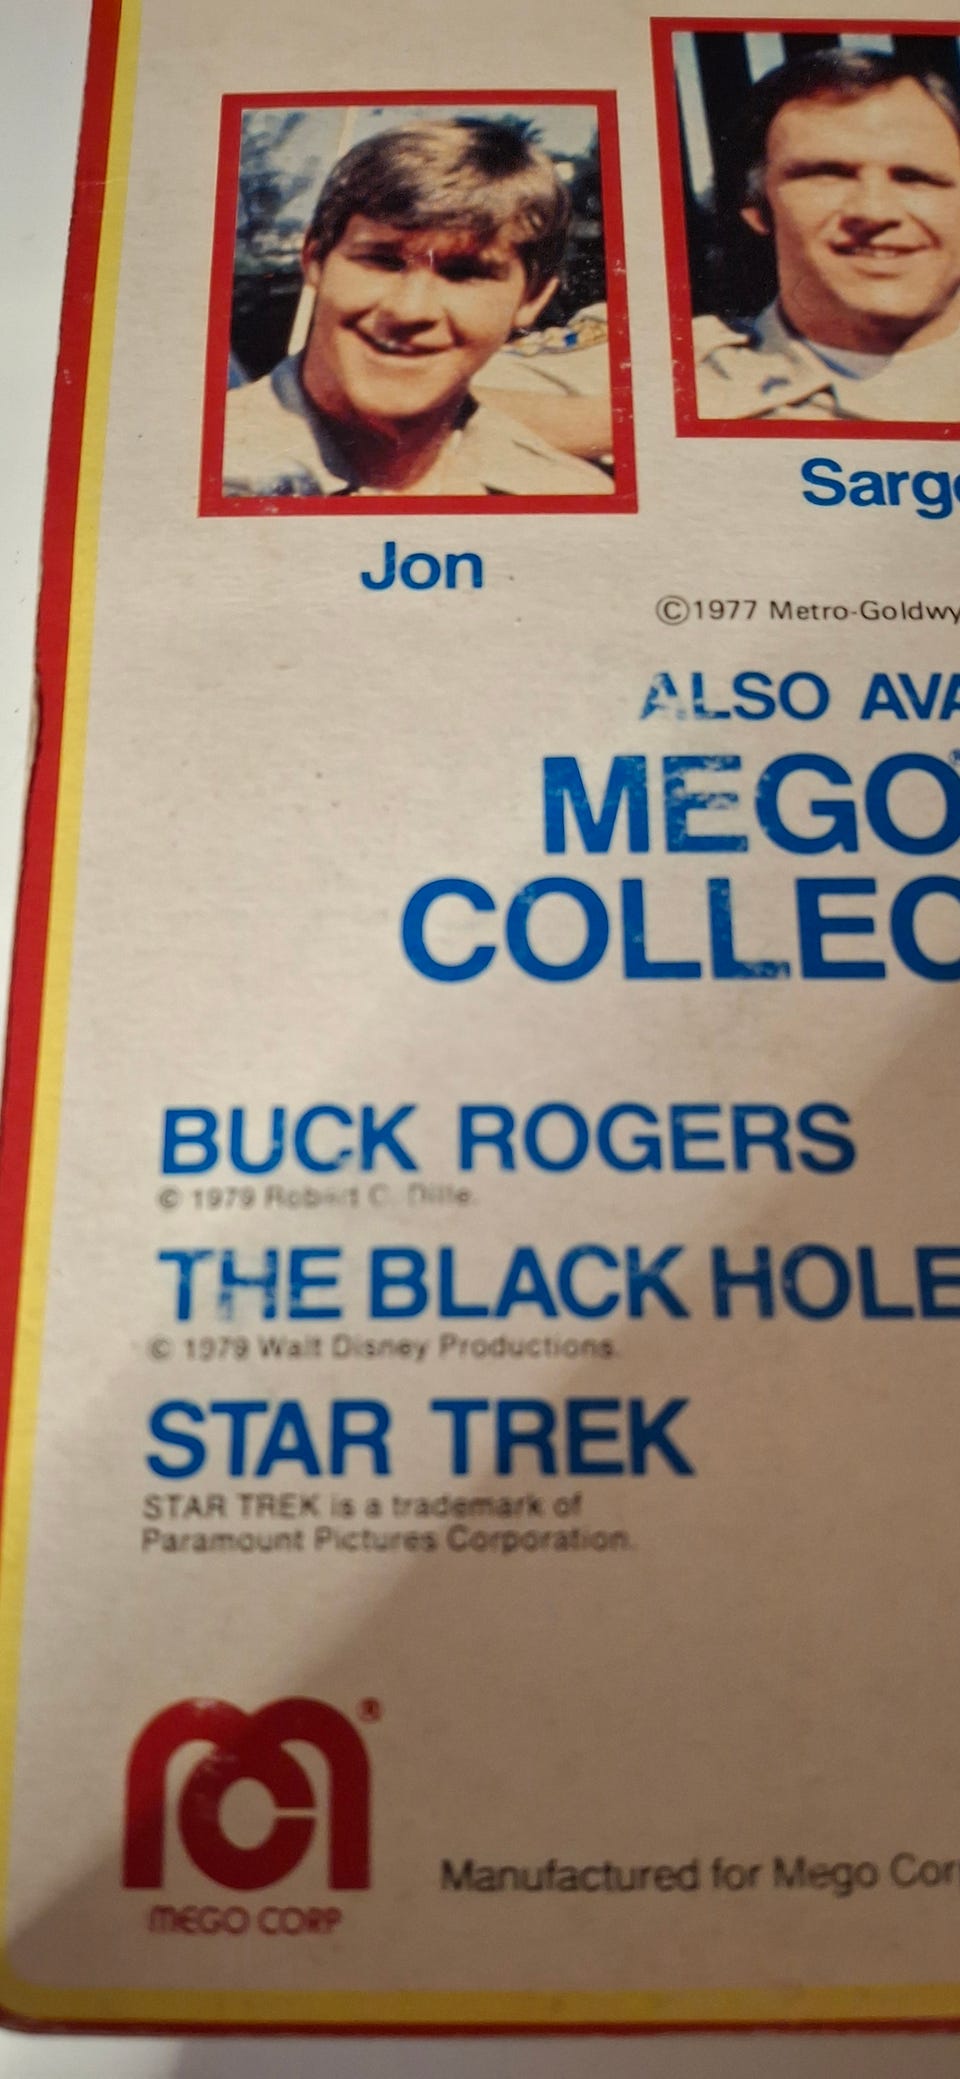 Sarg
Jon
©1977 Metro-Goldwy
ALSO AVA
MEGO®
COLLEC
BUCK ROGERS
© 1979 Robert C. Dille.
THE BLACK HOLE
© 1979 Walt Disney Productions.
STAR TREK
STAR TREK is a trademark of
Paramount Pictures Corporation.
®
MEGO CORP
Manufactured for Mego Corp